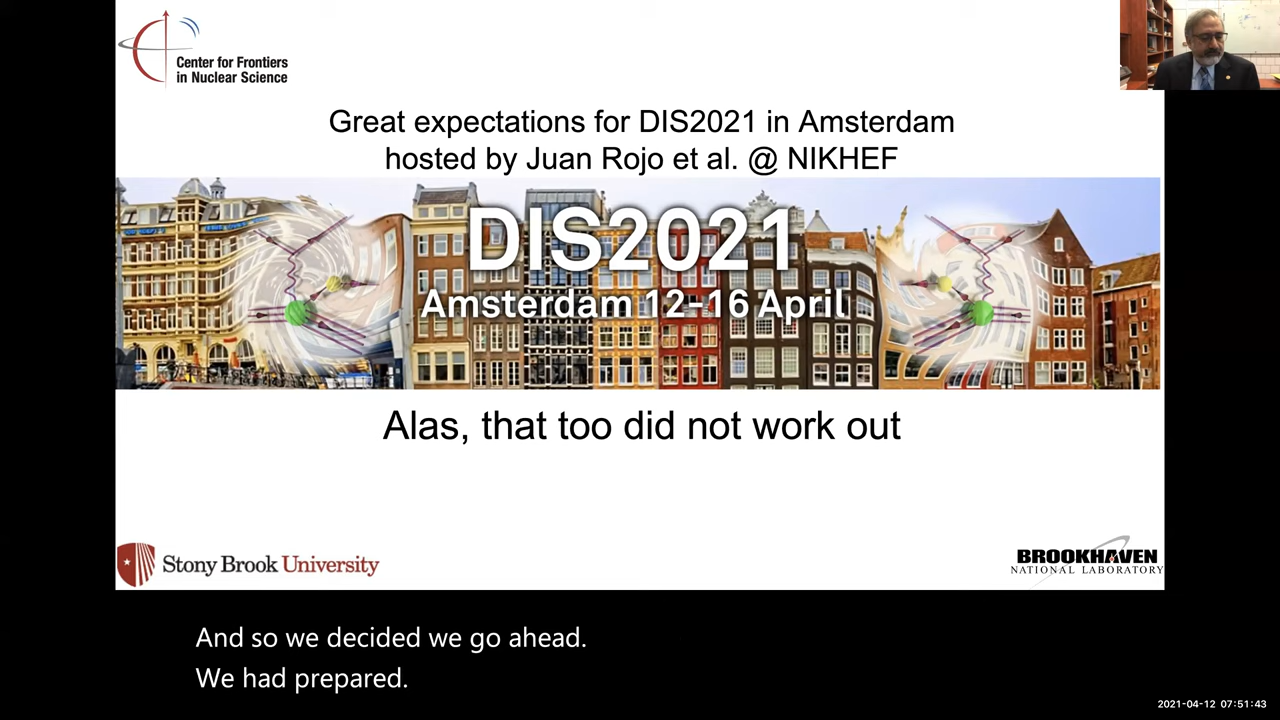 Center for Frontiers
in Nuclear Science
Great expectations for DIS2021 in Amsterdam
hosted by Juan Rojo et al. @ NIKHEF
DIS2021
Amsterdam 12-16 April
Alas, that too did not work out
Stony Brook University
BROOKHAVEN
NATIONAL LABORATORY
And so we decided we go ahead.
We had prepared.
2021-04-12 07:51:43